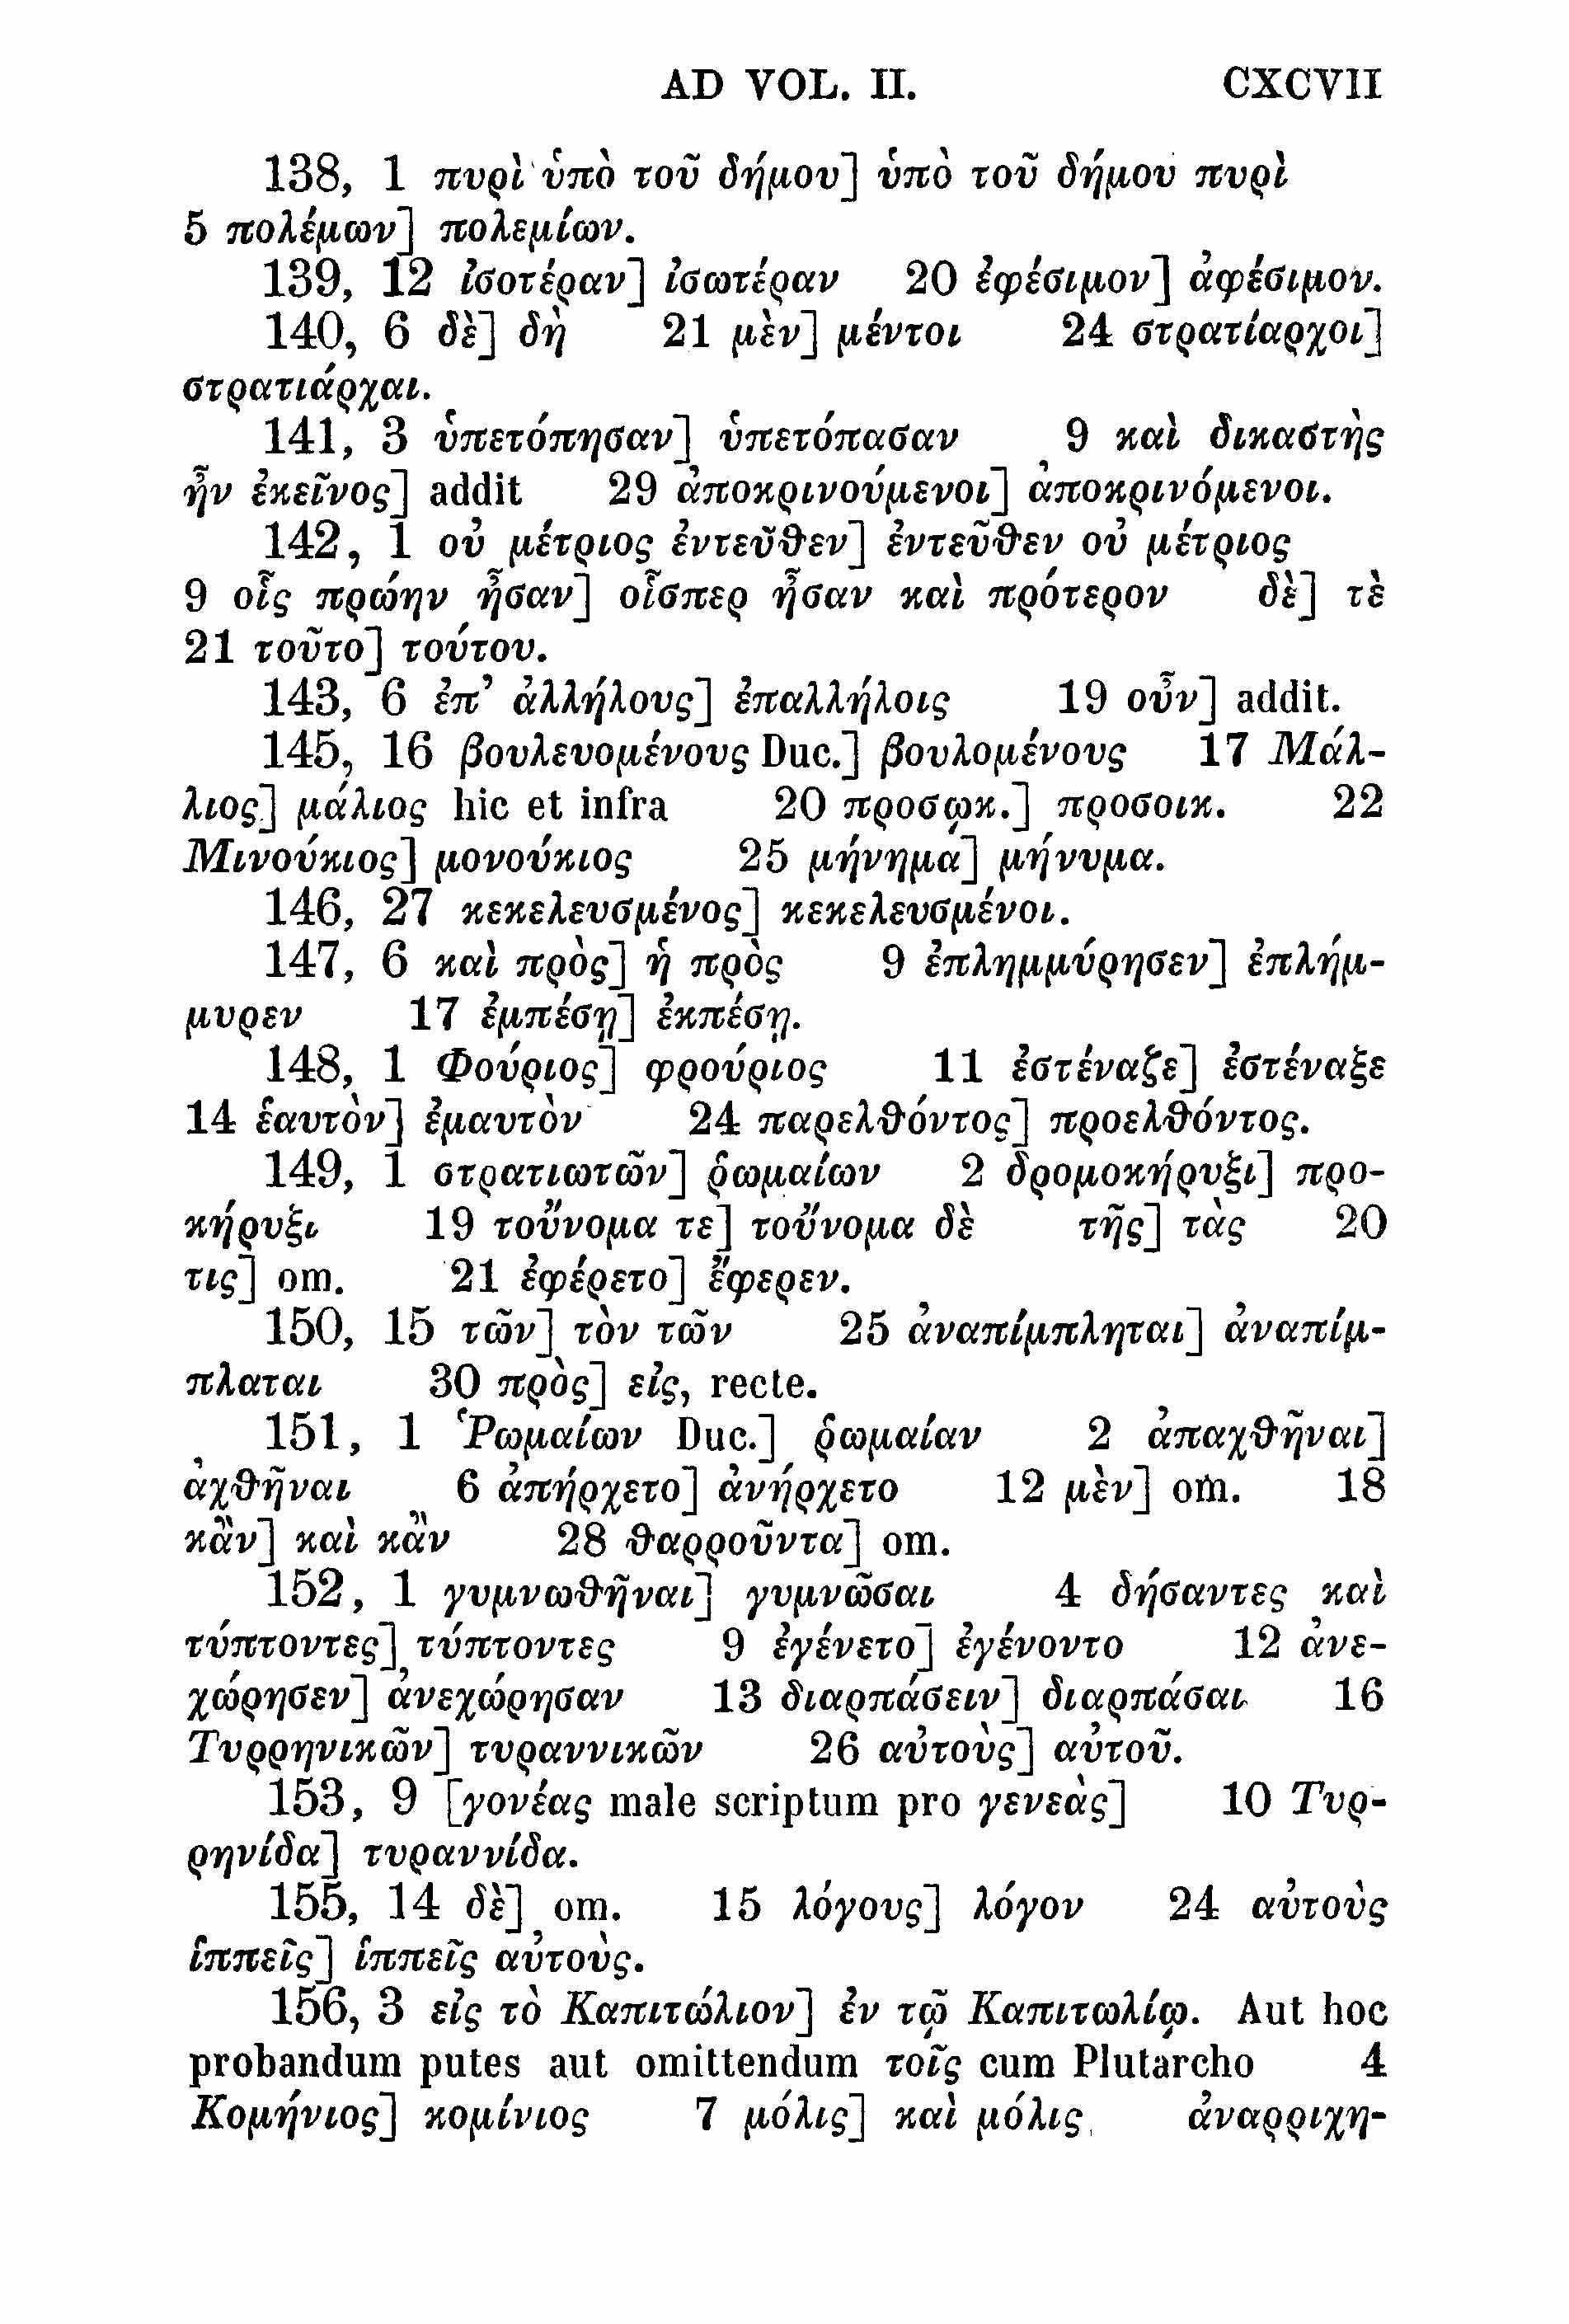 AD VOL. II. CXCVII
138, 1 πυρὶ ὑπὸ τοῦ δήμου] ὑπὸ τοῦ δήμου πυρὶ
5 πολέμων] πολεμίων.
139, 12 ἰσοτέραν] ἰσωτέραν 20 ἐφέσιμον] ἀφέσιμον.
140, 6 δὲ] δὴ 21 μὲν] μέντοι 24 στρατίαρχοι]
στρατιάρχαι.
141, 3 ὑπετόπησαν] ὑπετόπασαν 9 καὶ δικαστὴς
ἦν ἐκεῖνος] addit 29 ἀποκρινούμενοι] ἀποκρινόμενοι.
142, 1 οὐ μέτριος ἐντεῦθεν] ἐντεῦθεν οὐ μέτριος
9 οἷς πρώην ἦσαν] οἷσπερ ἦσαν καὶ πρότερον δὲ] τὲ
21 τοῦτο] τούτου.
143, 6 ἐπ’ ἀλλήλους] ἐπαλλήλοις 19 οὖν] addit.
145, 16 βουλευομένους Duc.] βουλομένους 17 Μάλ-
λιος] μάλιος hic et infra 20 προσῳκ.] προσοικ. 22
Μινούκιος] μονούκιος 25 μήνημα] μήνυμα.
146, 27 κεκελευσμένος] κεκελευσμένοι.
147, 6 καὶ πρὸς] ἡ πρὸς 9 ἐπλημμύρησεν] ἐπλήμ-
μυρεν 17 ἐμπέσῃ] ἐκπέσῃ.
148, 1 Φούριος] φρούριος 11 ἐστέναζε] ἐστέναξε
14 ἑαυτὸν] ἐμαυτὸν 24 παρελθόντος] προελθόντος.
149, 1 στρατιωτῶν] ῥωμαίων 2 δρομοκήρυξι] προ-
κήρυξι 19 τοὔνομα τε] τοὔνομα δὲ τῆς] τὰς 20
τις] om. 21 ἐφέρετο] ἔφερεν.
150, 15 τῶν] τὸν τῶν 25 ἀναπίμπληται] ἀναπίμ-
πλαται 30 πρὸς] εἰς, recte.
151, 1 Ῥωμαίων Duc.] ῥωμαίαν 2 ἀπαχθῆναι]
ἀχθῆναι 6 ἀπήρχετο] ἀνήρχετο 12 μὲν] om. 18
κἂν] καὶ κἂν 28 θαρροῦντα] om.
152, 1 γυμνωθῆναι] γυμνῶσαι 4 δήσαντες καὶ
τύπτοντες] τύπτοντες 9 ἐγένετο] ἐγένοντο 12 ἀνε-
χώρησεν] ἀνεχώρησαν 13 διαρπάσειν] διαρπάσαι 16
Τυρρηνικῶν] τυραννικῶν 26 αὐτοὺς] αὐτοῦ.
153, 9 [γονέας male scriptum pro γενεὰς] 10 Τυρ-
ρηνίδα] τυραννίδα.
155, 14 δὲ] om. 15 λόγους] λόγον 24 αὐτοὺς
ἱππεῖς] ἱππεῖς αὐτοὺς.
156, 3 εἰς τὸ Καπιτώλιον] ἐν τῷ Καπιτωλίῳ. Aut hoc
probandum putes aut omittendum τοῖς cum Plutarcho 4
Κομήνιος] κομίνιος 7 μόλις] καὶ μόλις ἀναρριχη-